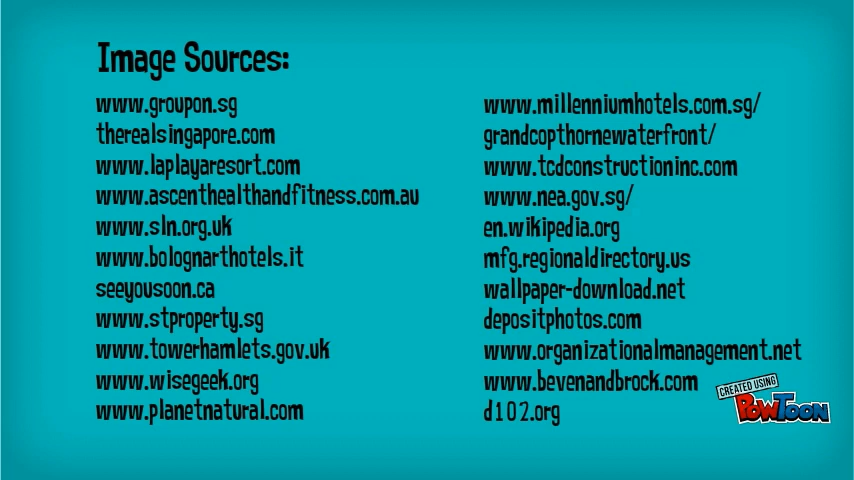 Image Sources:
www.groupon.sg
therealsingapore.com
www.laplayaresort.com
www.ascenthealthandfitness.com.au
www.sln.org.uk
www.bolognarthotels.it
seeyousoon.ca
www.stproperty.sg
www.towerhamlets.gov.uk
www.wisegeek.org
www.planetnatural.com
www.millenniumhotels.com.sg/
grandcopthornewaterfront/
www.tcdconstructioninc.com
www.nea.gov.sg/
en.wikipedia.org
mfg.regionaldirectory.us
wallpaper-download.net
depositphotos.com
www.organizationalmanagement.net
www.bevenandbrock.com
d102.org
CREATED USING
POWTOON